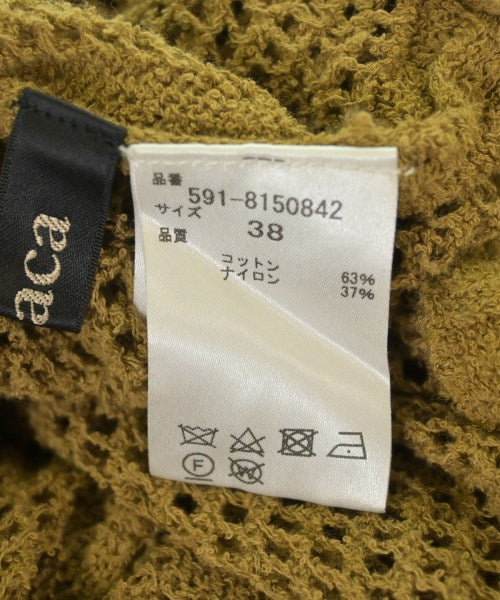 aca
品番
591-8150842
サイズ 38
品質
コットン 63%
ナイロン 37%
F
W